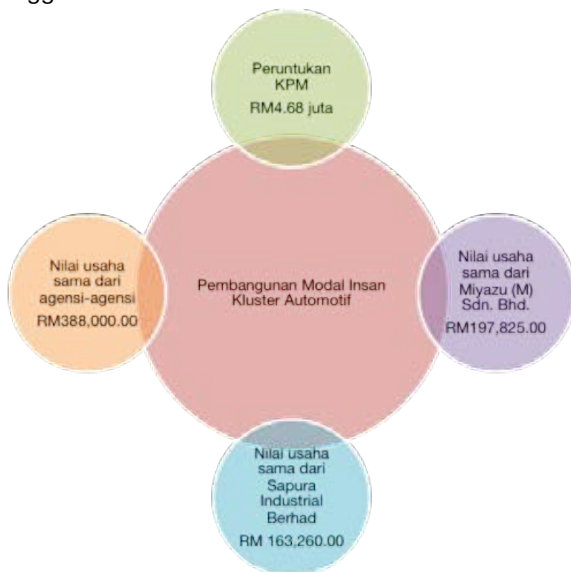 Peruntukan
KPM
RM4.68 juta
Nilai usaha
sama dari
agensi-agensi
RM388,000.00
Pembangunan Modal Insan
Kluster Automotif
Nilai usaha
sama dari
Miyazu (M)
Sdn. Bhd.
RM197,825.00
Nilai usaha
sama dari
Sapura
Industrial
Berhad
RM 163,260.00